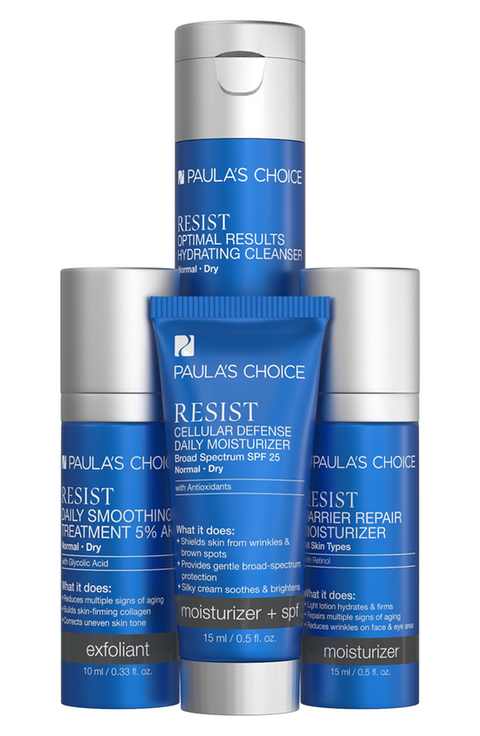 PAULA'S CHOICE
RESIST
OPTIMAL RESULTS
HYDRATING CLEANSER
Normal • Dry
PAULA'S CHOICE
RESIST
DAILY SMOOTHING
TREATMENT 5% AH
Normal • Dry
with Glycolic Acid
What it does:
• Reduces multiple signs of aging
• Builds skin-firming collagen
• Corrects uneven skin tone
exfoliant
10 ml / 0.33 fl. oz.
PAULA'S CHOICE
RESIST
CELLULAR DEFENSE
DAILY MOISTURIZER
Broad Spectrum SPF 25
Normal • Dry
with Antioxidants
What it does:
• Shields skin from wrinkles &
brown spots
• Provides gentle broad-spectrum
protection
• Silky cream soothes & brightens
moisturizer + spf
15 ml / 0.5 fl. oz.
PAULA'S CHOICE
RESIST
BARRIER REPAIR
MOISTURIZER
Skin Types
with Retinol
What it does:
Light lotion hydrates & firms
Repairs multiple signs of aging
Reduces wrinkles on face & eye area
moisturizer
15 ml / 0.5 fl. oz.